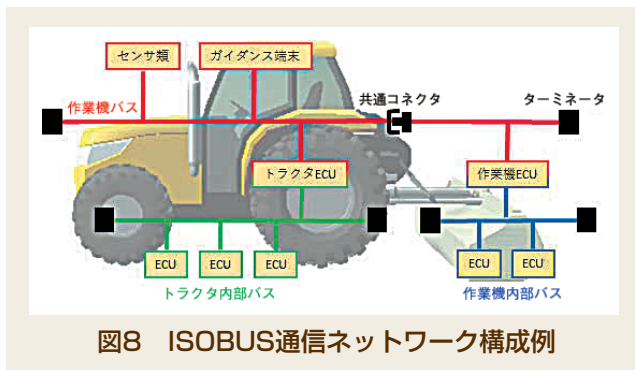 センサ類
ガイダンス端末
作業機バス
共通コネクタ
ターミネータ
トラクタECU
作業機ECU
ECU
ECU
ECU
ECU
ECU
トラクタ内部バス
作業機内部バス
図8 ISOBUS通信ネットワーク構成例